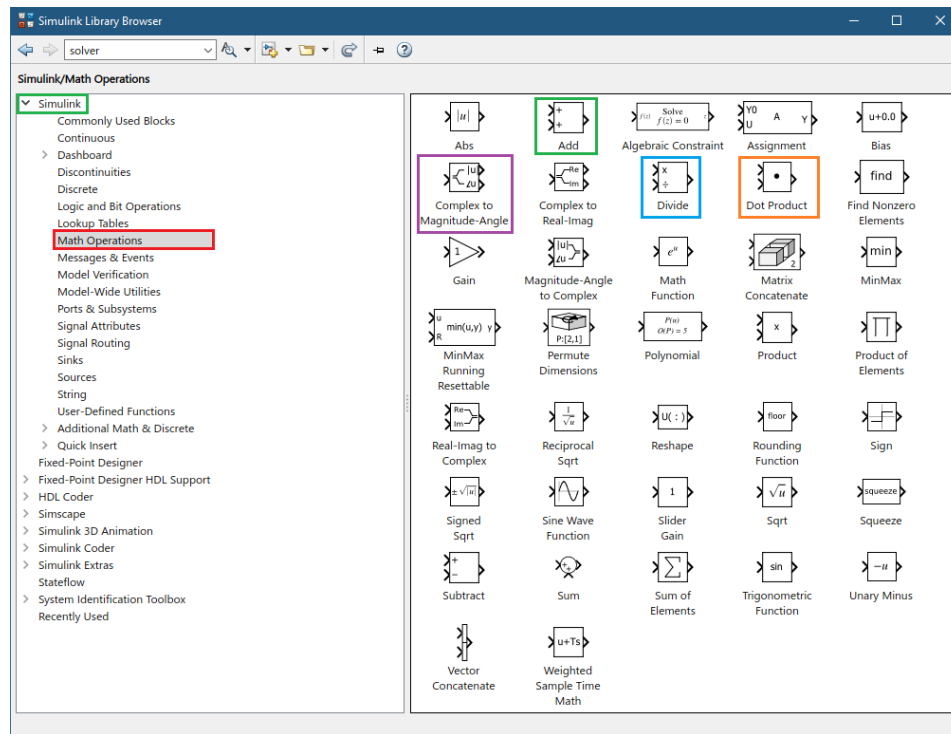 Simulink Library Browser
solver
Simulink/Math Operations
Simulink
Commonly Used Blocks
Continuous
Dashboard
Discontinuities
Discrete
Logic and Bit Operations
Lookup Tables
Math Operations
Messages & Events
Model Verification
Model-Wide Utilities
Ports & Subsystems
Signal Attributes
Signal Routing
Sinks
Sources
String
User-Defined Functions
Additional Math & Discrete
Quick Insert
Fixed-Point Designer
Fixed-Point Designer HDL Support
HDL Coder
Simscape
Simulink 3D Animation
Simulink Coder
Simulink Extras
Stateflow
System Identification Toolbox
Recently Used
|u|
Abs
+
+
Add
f(z) Solve z
f(z) = 0
Algebraic Constraint
Y0
U A Y
Assignment
u+0.0
Bias
|u|
∠u
Complex to
Magnitude-Angle
Re
Im
Complex to
Real-Imag
×
÷
Divide
•
Dot Product
find
Find Nonzero
Elements
1
Gain
|u|
∠u
Magnitude-Angle
to Complex
eᵘ
Math
Function
2
Matrix
Concatenate
min
MinMax
u
R min(u,y) y
MinMax
Running
Resettable
P:[2,1]
Permute
Dimensions
P(u)
O(P) = 5
Polynomial
×
Product
∏
Product of
Elements
Re
Im
Real-Imag to
Complex
1
√u
Reciprocal
Sqrt
U( : )
Reshape
floor
Rounding
Function
Sign
±√|u|
Signed
Sqrt
Sine Wave
Function
1
Slider
Gain
√u
Sqrt
squeeze
Squeeze
+
−
Subtract
+
+
Sum
∑
Sum of
Elements
sin
Trigonometric
Function
−u
Unary Minus
Vector
Concatenate
u+Ts
Weighted
Sample Time
Math